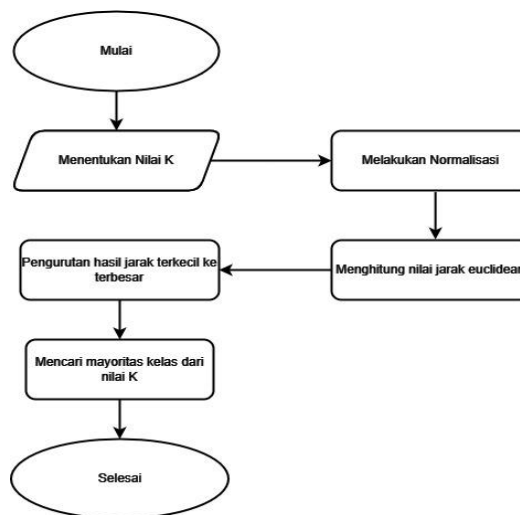 Mulai
Menentukan Nilai K
Melakukan Normalisasi
Menghitung nilai jarak euclidean
Pengurutan hasil jarak terkecil ke
terbesar
Mencari mayoritas kelas dari
nilai K
Selesai